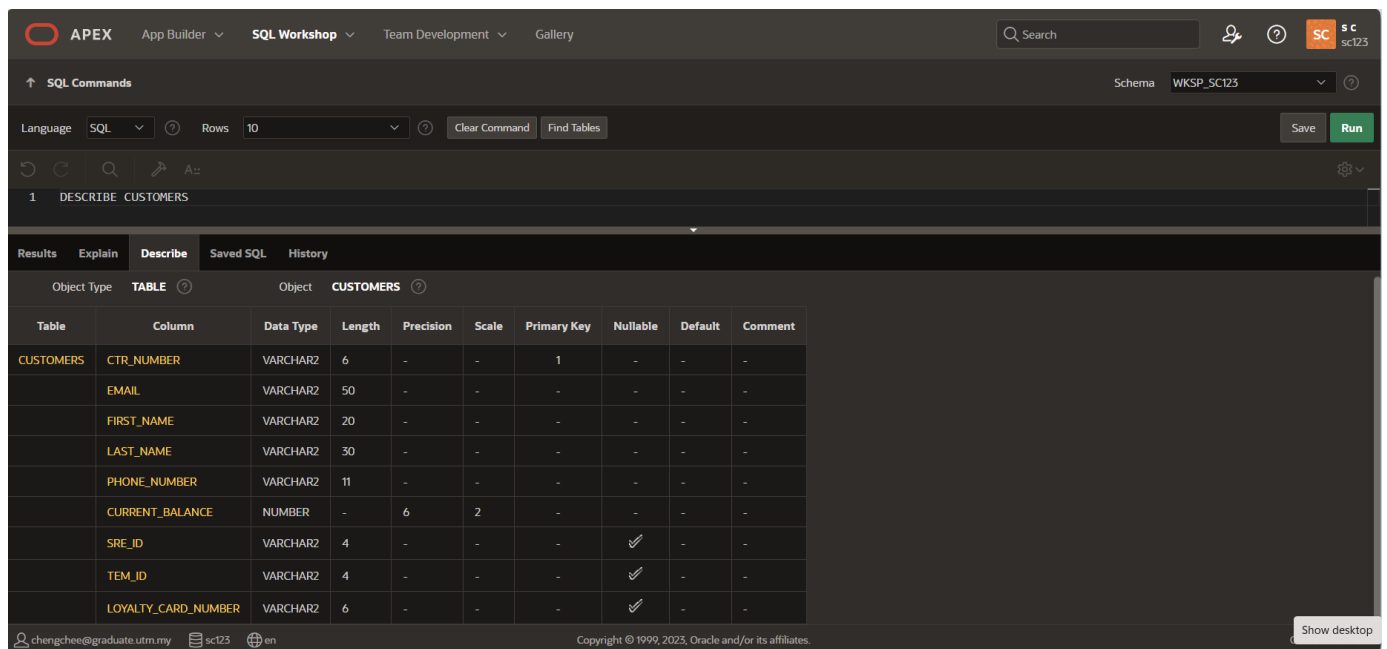 APEX App Builder SQL Workshop Team Development Gallery Search SC S C
sc123
SQL Commands Schema WKSP_SC123
Language SQL Rows 10 Clear Command Find Tables Save Run
1 DESCRIBE CUSTOMERS
Results Explain Describe Saved SQL History
Object Type TABLE Object CUSTOMERS
Table Column Data Type Length Precision Scale Primary Key Nullable Default Comment
CUSTOMERS CTR_NUMBER VARCHAR2 6 - - 1 - - -
EMAIL VARCHAR2 50 - - - - - -
FIRST_NAME VARCHAR2 20 - - - - - -
LAST_NAME VARCHAR2 30 - - - - - -
PHONE_NUMBER VARCHAR2 11 - - - - - -
CURRENT_BALANCE NUMBER - 6 2 - - - -
SRE_ID VARCHAR2 4 - - - - -
TEM_ID VARCHAR2 4 - - - - -
LOYALTY_CARD_NUMBER VARCHAR2 6 - - - - -
chengchee@graduate.utm.my sc123 en Copyright © 1999, 2023, Oracle and/or its affiliates.
Show desktop